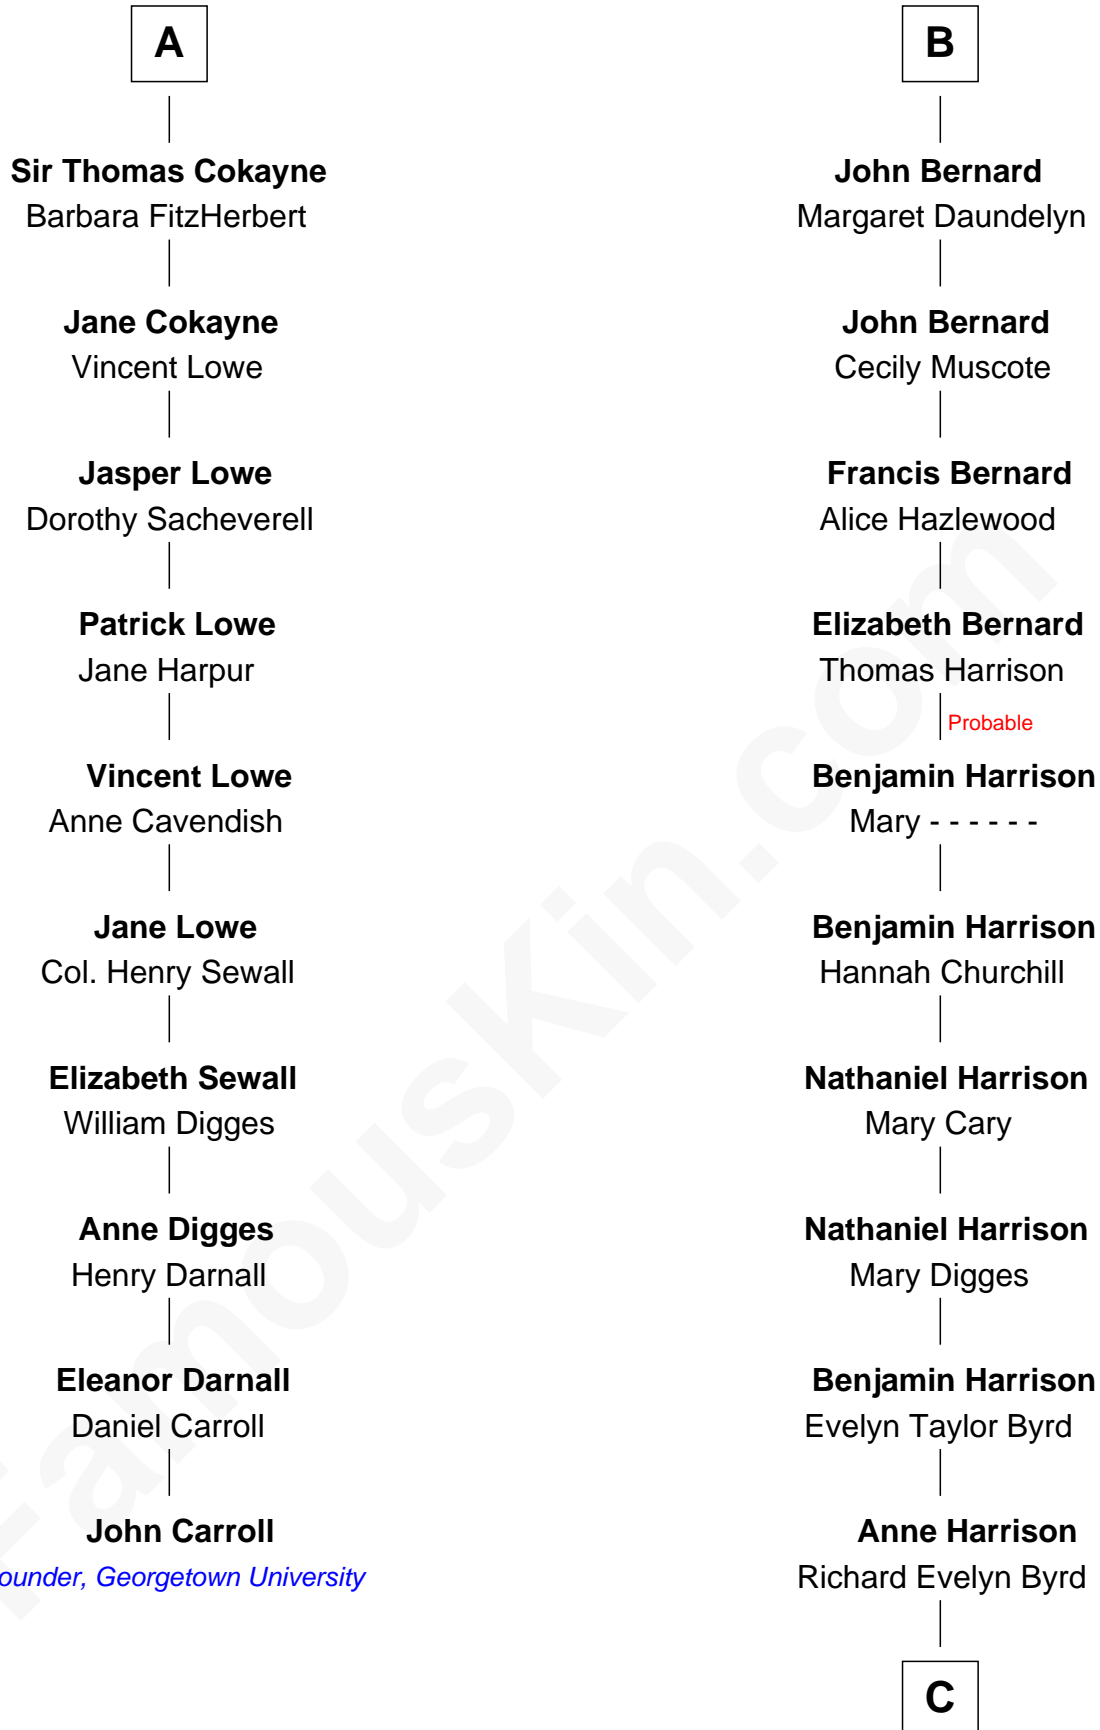 A
Sir Thomas Cokayne
Barbara FitzHerbert
Jane Cokayne
Vincent Lowe
Jasper Lowe
Dorothy Sacheverell
Patrick Lowe
Jane Harpur
Vincent Lowe
Anne Cavendish
Jane Lowe
Col. Henry Sewall
Elizabeth Sewall
William Digges
Anne Digges
Henry Darnall
Eleanor Darnall
Daniel Carroll
John Carroll
ounder, Georgetown University
B
John Bernard
Margaret Daundelyn
John Bernard
Cecily Muscote
Francis Bernard
Alice Hazlewood
Elizabeth Bernard
Thomas Harrison
Probable
Benjamin Harrison
Mary - - - - - -
Benjamin Harrison
Hannah Churchill
Nathaniel Harrison
Mary Cary
Nathaniel Harrison
Mary Digges
Benjamin Harrison
Evelyn Taylor Byrd
Anne Harrison
Richard Evelyn Byrd
C
FamousKin.com